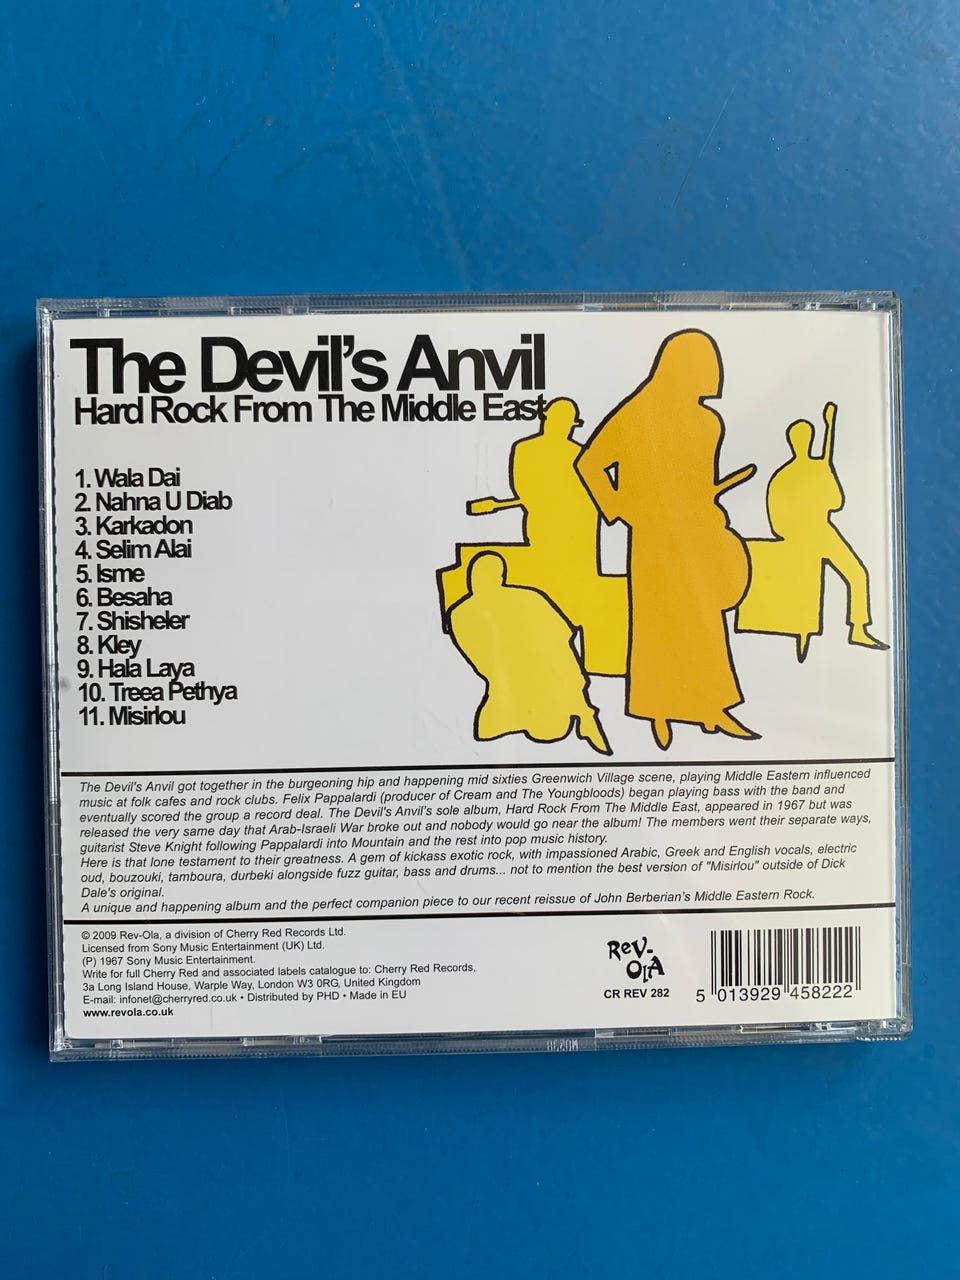 The Devil's Anvil
Hard Rock From The Middle East
1. Wala Dai
2. Nahna U Diab
3. Karkadon
4. Selim Alai
5. Isme
6. Besaha
7. Shisheler
8. Kley
9. Hala Laya
10. Treea Pethya
11. Misirlou
The Devil's Anvil got together in the burgeoning hip and happening mid sixties Greenwich Village scene, playing Middle Eastern influenced
music at folk cafes and rock clubs. Felix Pappalardi (producer of Cream and The Youngbloods) began playing bass with the band and
eventually scored the group a record deal. The Devil's Anvil's sole album, Hard Rock From The Middle East, appeared in 1967 but was
released the very same day that Arab-Israeli War broke out and nobody would go near the album! The members went their separate ways,
guitarist Steve Knight following Pappalardi into Mountain and the rest into pop music history.
Here is that lone testament to their greatness. A gem of kickass exotic rock, with impassioned Arabic, Greek and English vocals, electric
oud, bouzouki, tamboura, durbeki alongside fuzz guitar, bass and drums... not to mention the best version of "Misirlou" outside of Dick
Dale's original.
A unique and happening album and the perfect companion piece to our recent reissue of John Berberian's Middle Eastern Rock.
© 2009 Rev-Ola, a division of Cherry Red Records Ltd.
Licensed from Sony Music Entertainment (UK) Ltd.
(P) 1967 Sony Music Entertainment.
Write for full Cherry Red and associated labels catalogue to: Cherry Red Records,
3a Long Island House, Warple Way, London W3 0RG, United Kingdom
E-mail: infonet@cherryred.co.uk • Distributed by PHD • Made in EU
www.revola.co.uk
REV-
OLA
CR REV 282
5 013929 458222